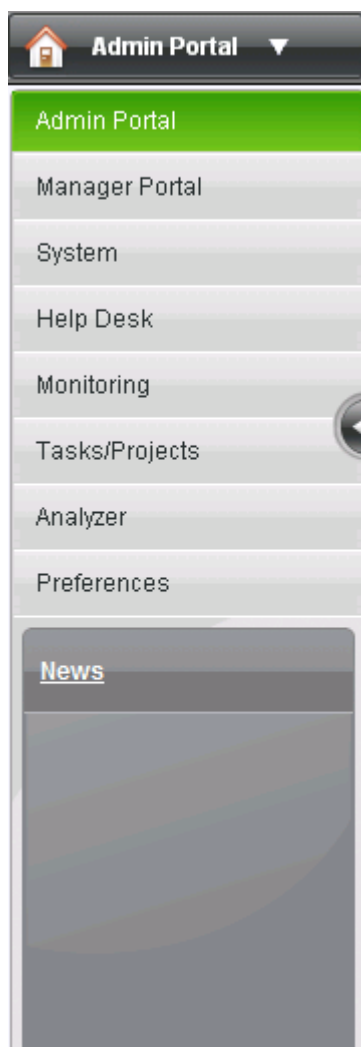 Admin Portal ▼
Admin Portal
Manager Portal
System
Help Desk
Monitoring
Tasks/Projects
Analyzer
Preferences
News